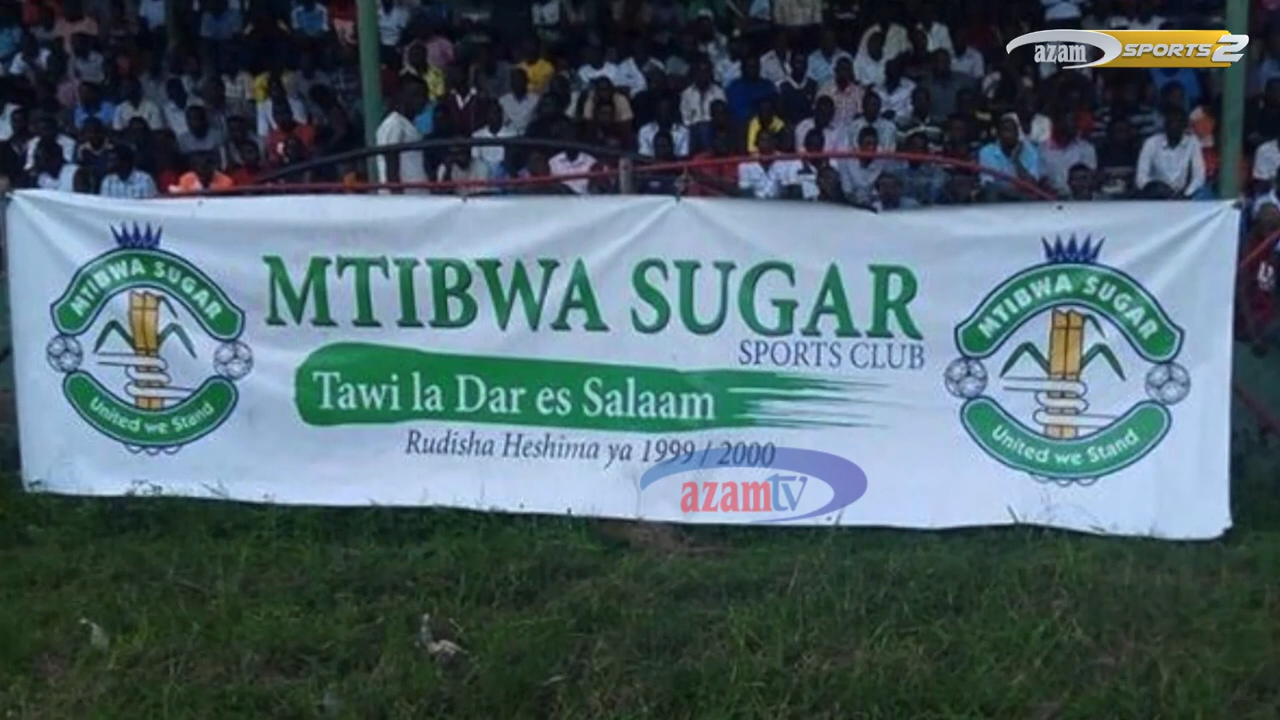 azam SPORTS 2
MTIBWA SUGAR
MTIBWA SUGAR
SPORTS CLUB
Tawi la Dar es Salaam
Rudisha Heshima ya 1999 / 2000
United we Stand
MTIBWA SUGAR
United we Stand
azamtv